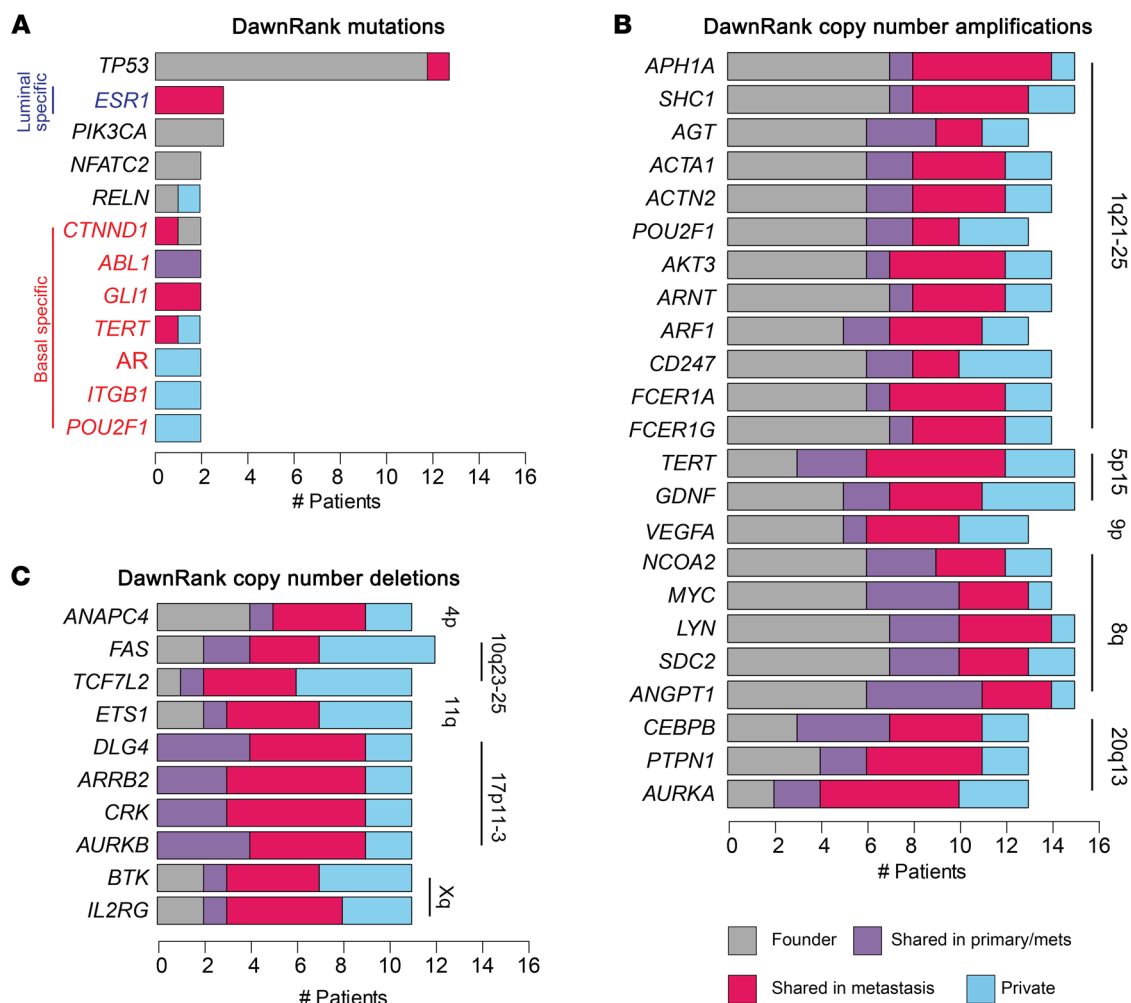 A
DawnRank mutations
Luminal
specific
TP53
ESR1
PIK3CA
NFATC2
RELN
Basal specific
CTNND1
ABL1
GLI1
TERT
AR
ITGB1
POU2F1
0 2 4 6 8 10 12 14 16
# Patients
B
DawnRank copy number amplifications
APH1A
SHC1
AGT
ACTA1
ACTN2
POU2F1
AKT3
ARNT
ARF1
CD247
FCER1A
FCER1G
1q21-25
TERT
GDNF
5p15
VEGFA
9p
NCOA2
MYC
LYN
SDC2
ANGPT1
8q
CEBPB
PTPN1
AURKA
20q13
0 2 4 6 8 10 12 14 16
# Patients
C
DawnRank copy number deletions
ANAPC4
4p
FAS
TCF7L2
10q23-25
ETS1
11q
DLG4
ARRB2
CRK
AURKB
17p11-3
BTK
IL2RG
Xq
0 2 4 6 8 10 12 14 16
# Patients
Founder
Shared in primary/mets
Shared in metastasis
Private